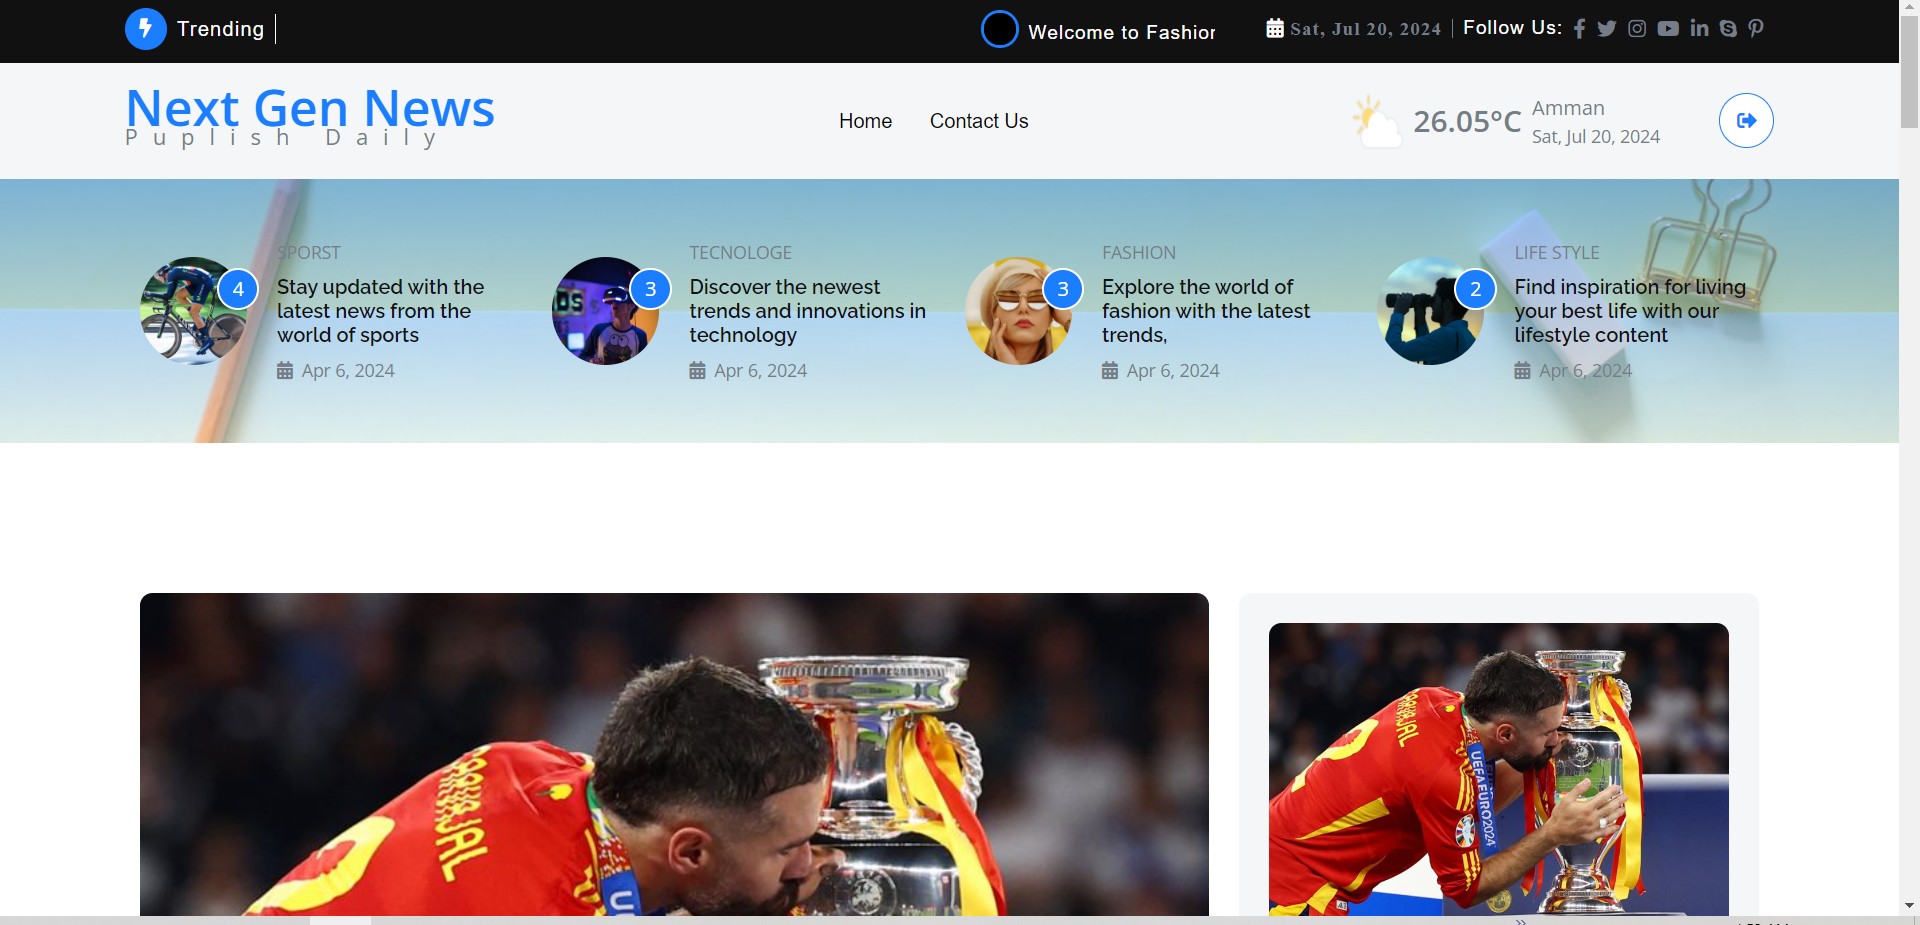 Trending
Welcome to Fashion
Sat, Jul 20, 2024
Follow Us:
Next Gen News
Puplish Daily
Home
Contact Us
26.05°C
Amman
Sat, Jul 20, 2024
4
SPORST
Stay updated with the
latest news from the
world of sports
Apr 6, 2024
3
TECNOLOGE
Discover the newest
trends and innovations in
technology
Apr 6, 2024
3
FASHION
Explore the world of
fashion with the latest
trends,
Apr 6, 2024
2
LIFE STYLE
Find inspiration for living
your best life with our
lifestyle content
Apr 6, 2024
CARVAJAL
CARVAJAL
UEFA EURO2024